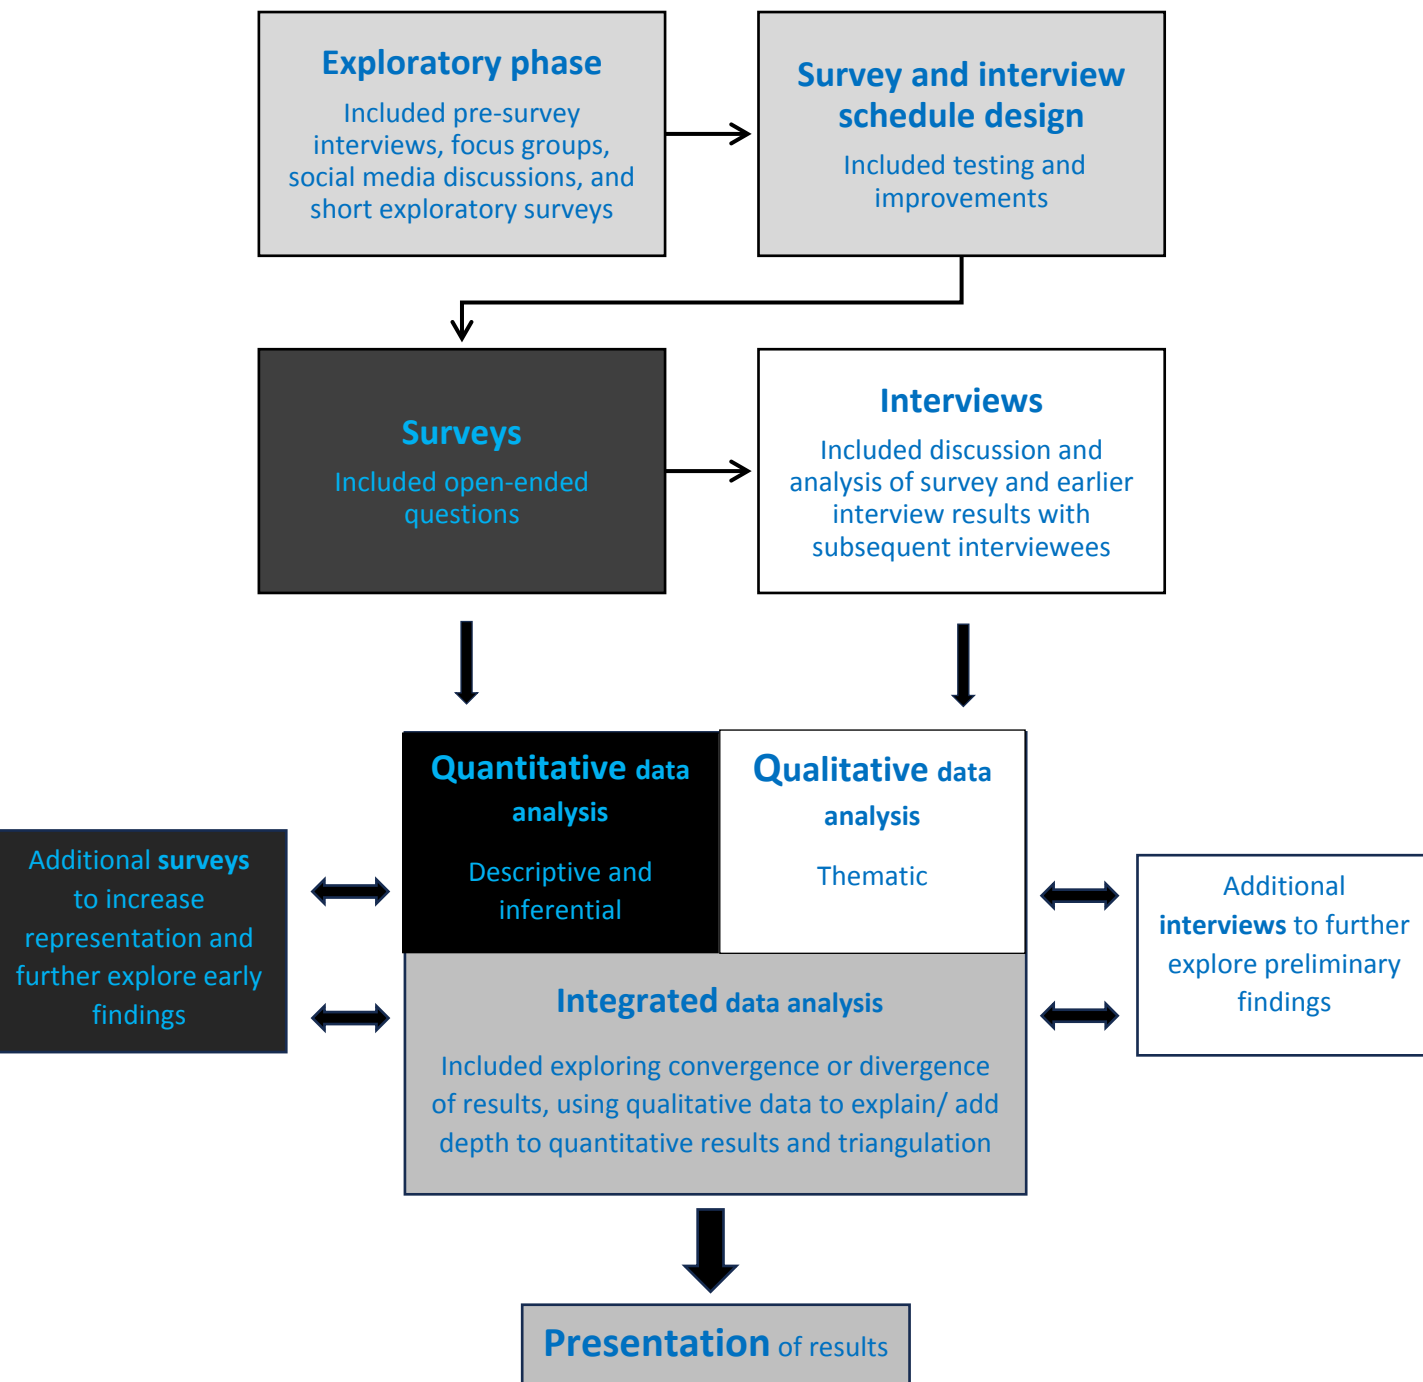 Exploratory phase
Included pre-survey
interviews, focus groups,
social media discussions, and
short exploratory surveys
Survey and interview
schedule design
Included testing and
improvements
Surveys
Included open-ended
questions
Interviews
Included discussion and
analysis of survey and earlier
interview results with
subsequent interviewees
Quantitative data
analysis
Descriptive and
inferential
Qualitative data
analysis
Thematic
Additional surveys
to increase
representation and
further explore early
findings
Additional
interviews to further
explore preliminary
findings
Integrated data analysis
Included exploring convergence or divergence
of results, using qualitative data to explain/ add
depth to quantitative results and triangulation
Presentation of results